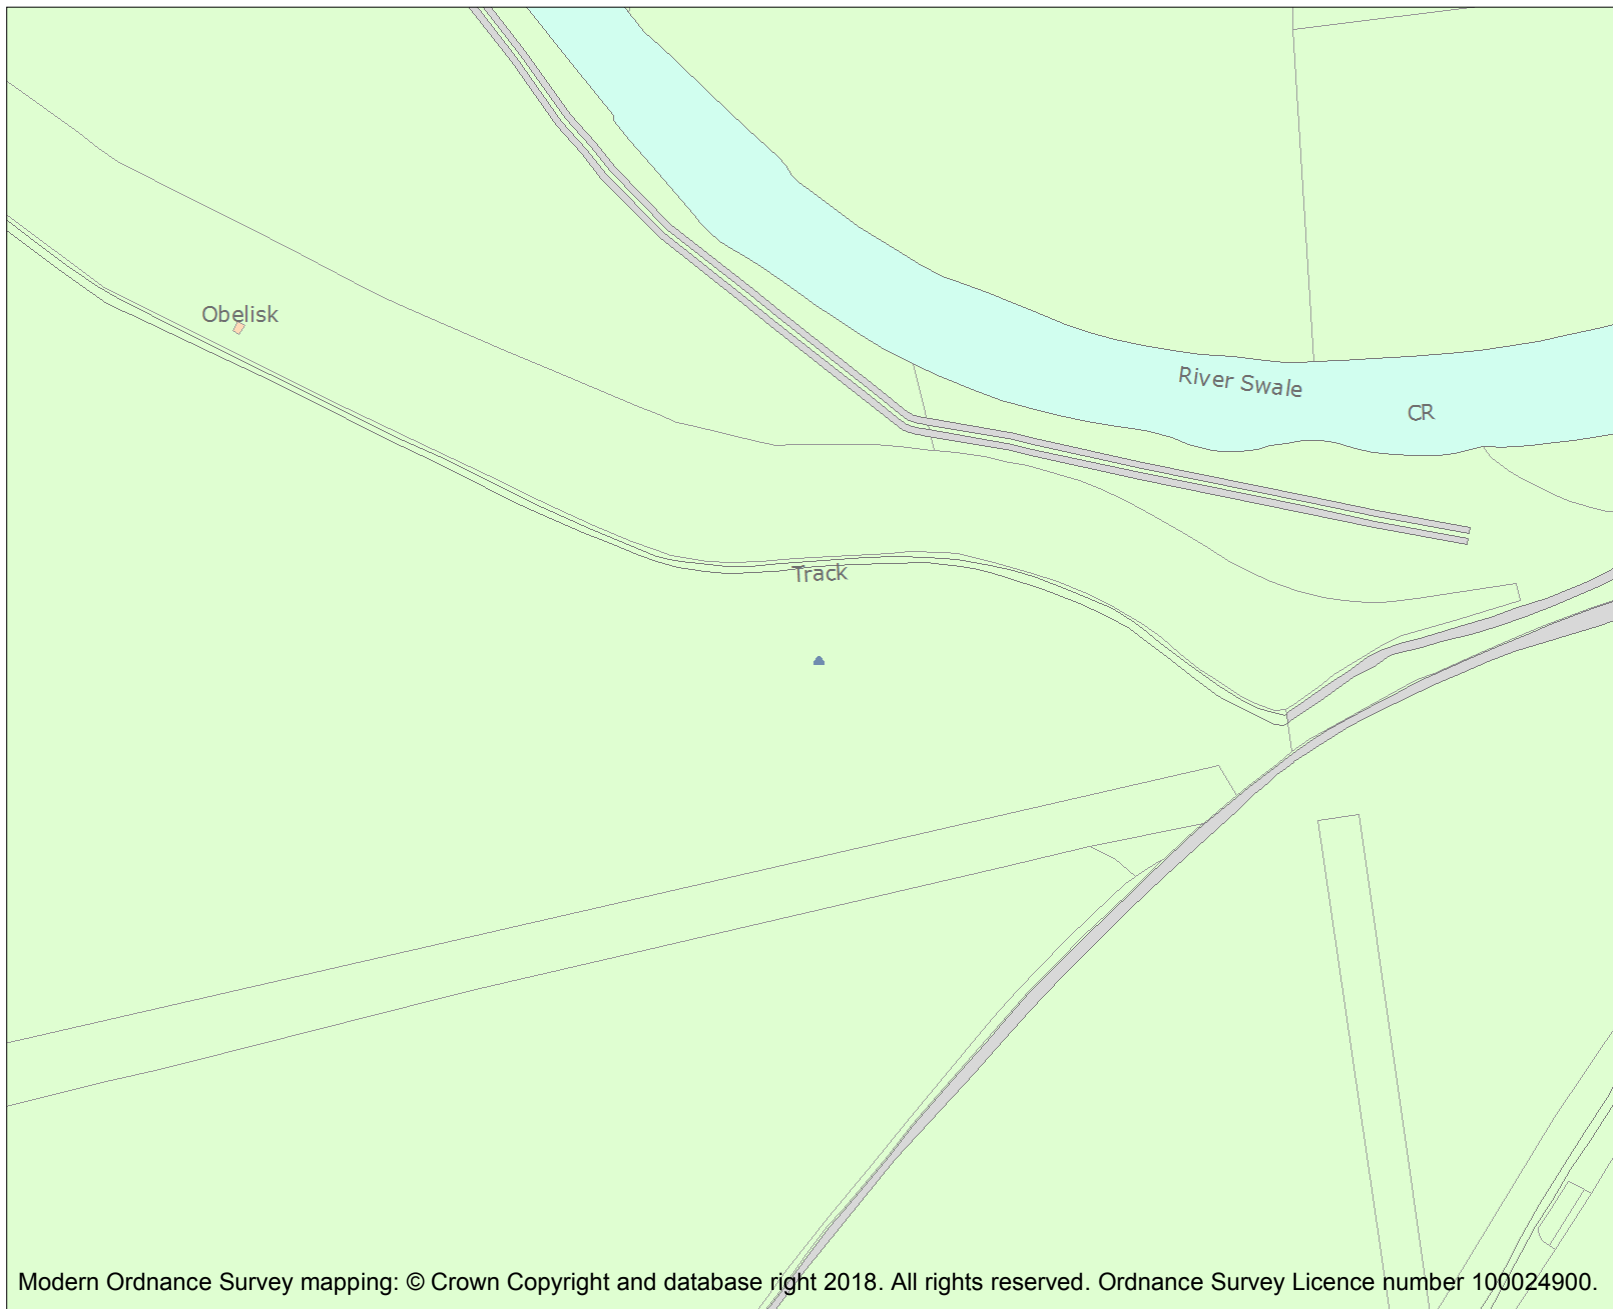 Obelisk
River Swale
CR
Track
Modern Ordnance Survey mapping: © Crown Copyright and database right 2018. All rights reserved. Ordnance Survey Licence number 100024900.